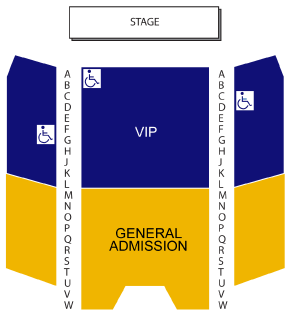 STAGE
A A
B B
C C
D D
E E
F F
G G
H H
J J
K K
L L
M M
N N
O O
P P
Q Q
R R
S S
T T
U U
V V
W W
VIP
GENERAL
ADMISSION